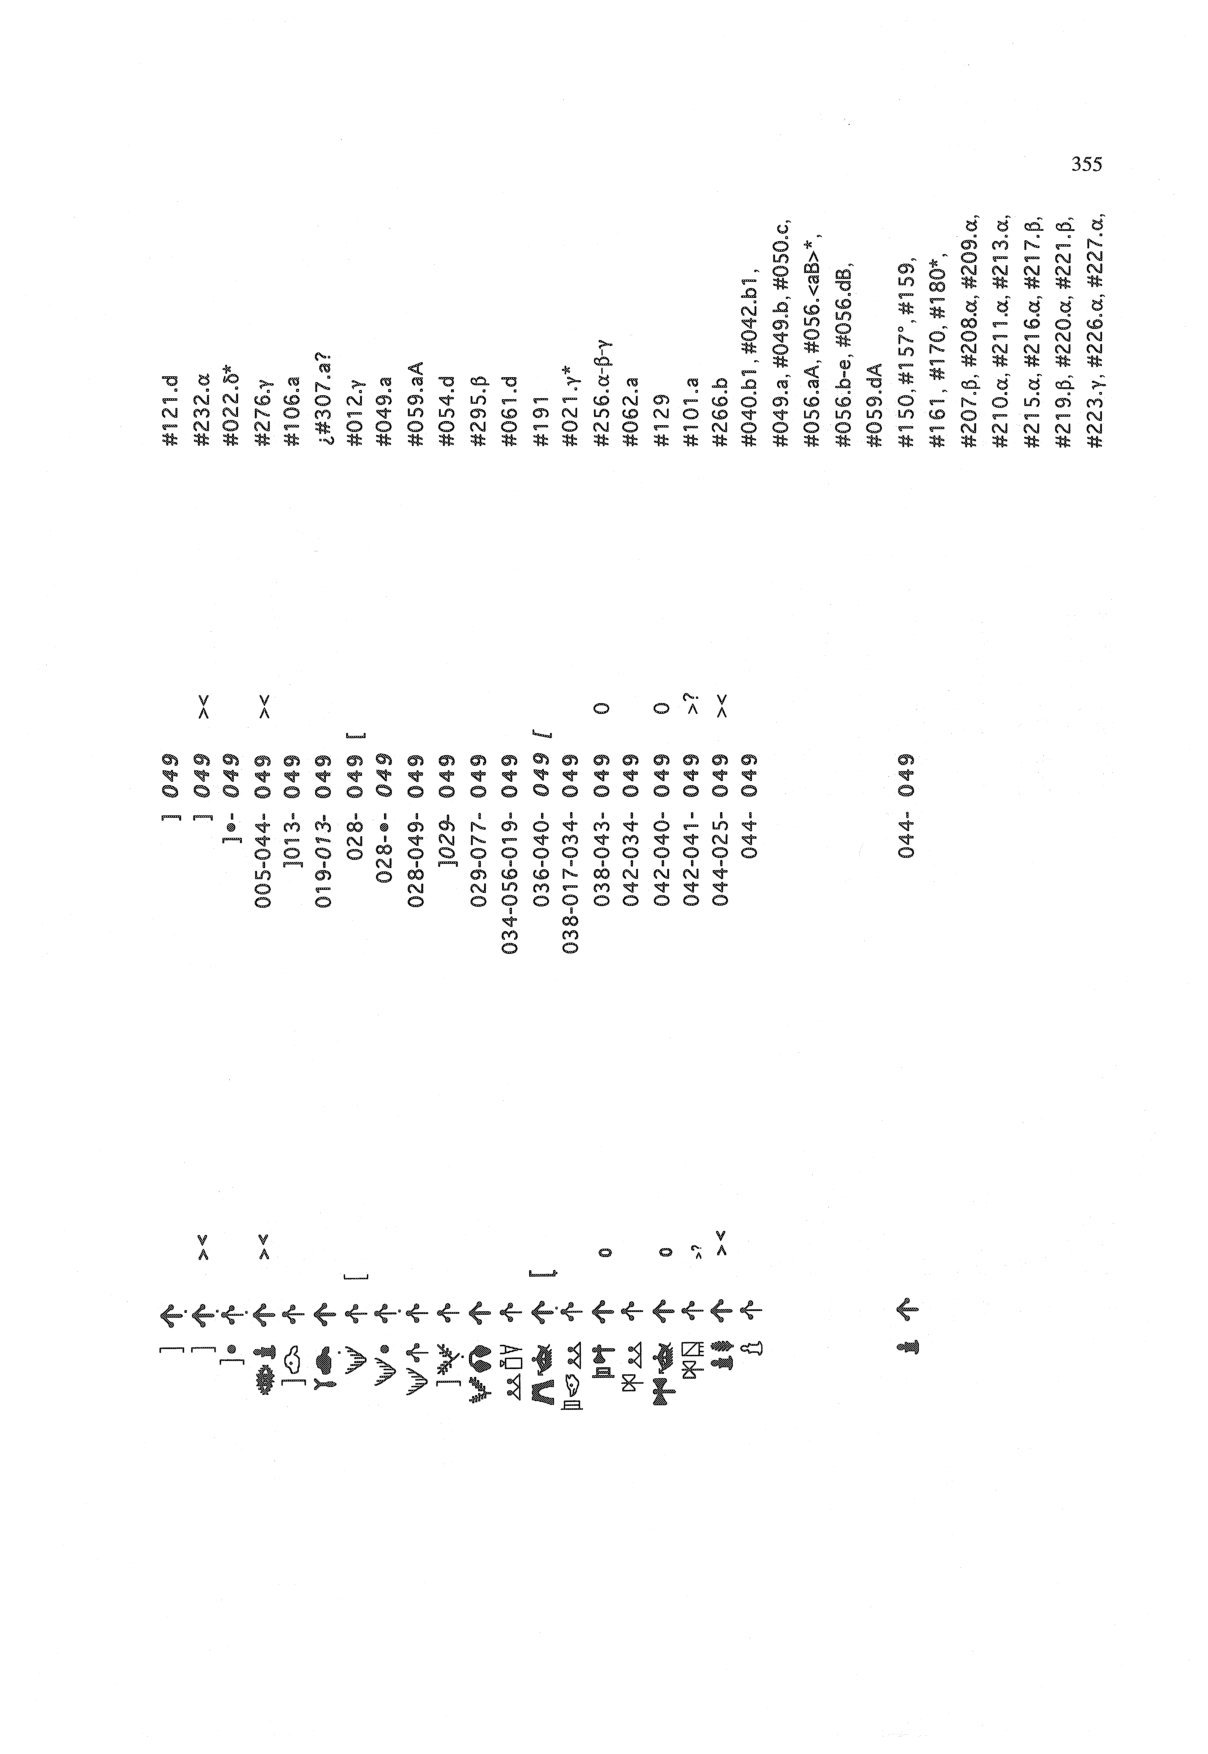 355
] 049 #121.d
] 049 >< #232.α
]•- 049 #022.δ*
005-044- 049 >< #276.γ
]013- 049 #106.a
019-013- 049 ¿#307.a?
028- 049 [ #012.γ
028-•- 049 #049.a
028-049- 049 #059.aA
]029- 049 #054.d
029-077- 049 #295.β
034-056-019- 049 #061.d
036-040- 049 [ #191
038-017-034- 049 #021.γ*
038-043- 049 0 #256.α-β-γ
042-034- 049 #062.a
042-040- 049 0 #129
042-041- 049 >? #101.a
044-025- 049 >< #266.b
044- 049 #040.b1, #042.b1,
#049.a, #049.b, #050.c,
#056.aA, #056.<aB>*,
#056.b-e, #056.dB,
#059.dA
044- 049 #150, #157°, #159,
#161, #170, #180*,
#207.β, #208.α, #209.α,
#210.α, #211.α, #213.α,
#215.α, #216.α, #217.β,
#219.β, #220.α, #221.β,
#223.γ, #226.α, #227.α,